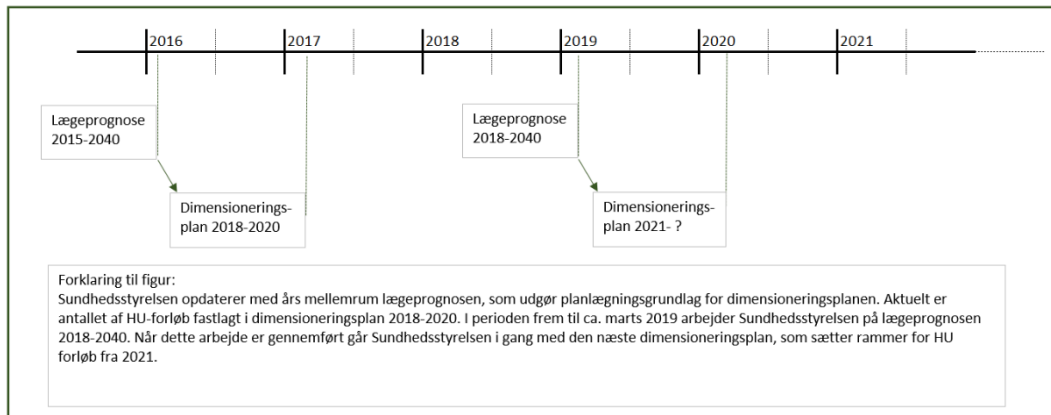 2016 2017 2018 2019 2020 2021
Lægeprognose
2015-2040
Lægeprognose
2018-2040
Dimensionerings-
plan 2018-2020
Dimensionerings-
plan 2021- ?
Forklaring til figur:
Sundhedsstyrelsen opdaterer med års mellemrum lægeprognosen, som udgør planlægningsgrundlag for dimensioneringsplanen. Aktuelt er
antallet af HU-forløb fastlagt i dimensioneringsplan 2018-2020. I perioden frem til ca. marts 2019 arbejder Sundhedsstyrelsen på lægeprognosen
2018-2040. Når dette arbejde er gennemført går Sundhedsstyrelsen i gang med den næste dimensioneringsplan, som sætter rammer for HU
forløb fra 2021.